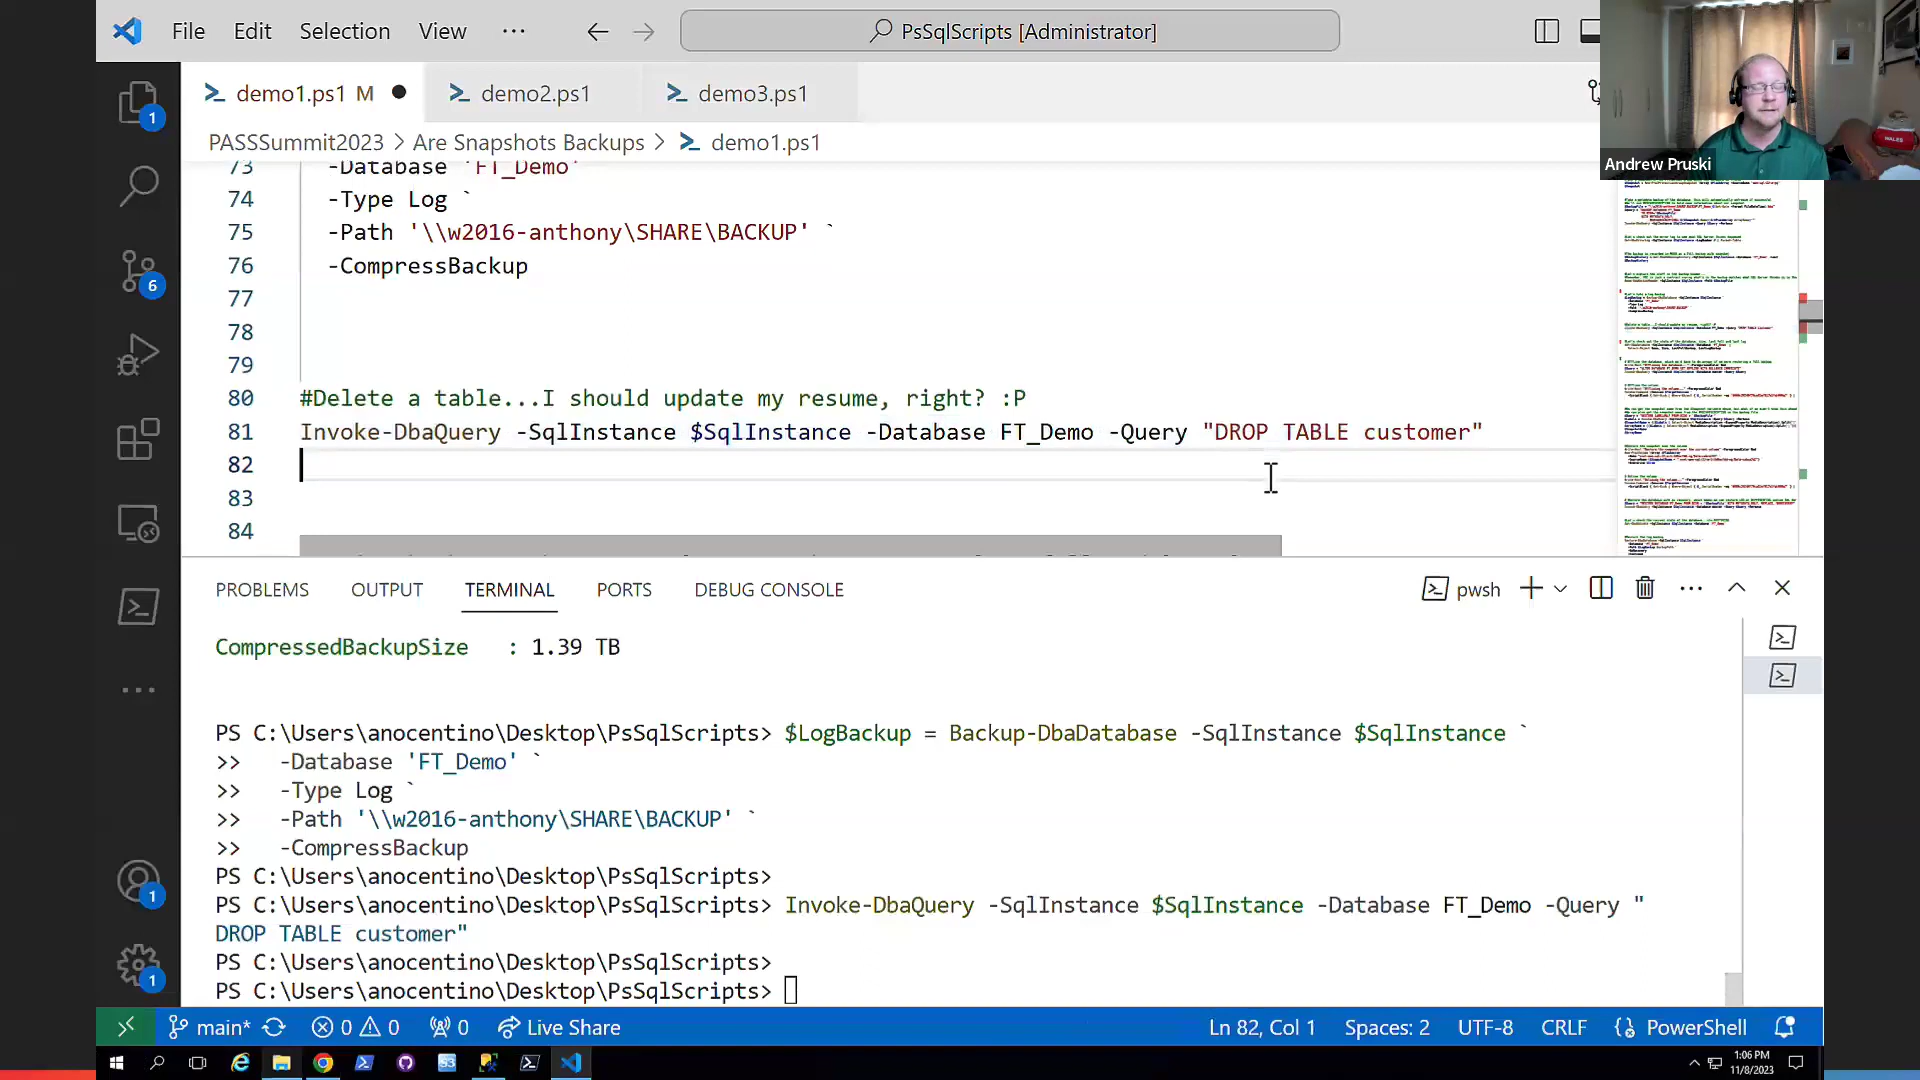 File Edit Selection View ... PsSqlScripts [Administrator]
demo1.ps1 M demo2.ps1 demo3.ps1
PASSSummit2023 > Are Snapshots Backups > demo1.ps1
Andrew Pruski
73 -Database 'FT_Demo' `
74 -Type Log `
75 -Path '\\w2016-anthony\SHARE\BACKUP' `
76 -CompressBackup
77
78
79
80 #Delete a table...I should update my resume, right? :P
81 Invoke-DbaQuery -SqlInstance $SqlInstance -Database FT_Demo -Query "DROP TABLE customer"
82
83
84
PROBLEMS OUTPUT TERMINAL PORTS DEBUG CONSOLE pwsh
CompressedBackupSize : 1.39 TB
PS C:\Users\anocentino\Desktop\PsSqlScripts> $LogBackup = Backup-DbaDatabase -SqlInstance $SqlInstance `
>> -Database 'FT_Demo' `
>> -Type Log `
>> -Path '\\w2016-anthony\SHARE\BACKUP' `
>> -CompressBackup
PS C:\Users\anocentino\Desktop\PsSqlScripts>
PS C:\Users\anocentino\Desktop\PsSqlScripts> Invoke-DbaQuery -SqlInstance $SqlInstance -Database FT_Demo -Query "
DROP TABLE customer"
PS C:\Users\anocentino\Desktop\PsSqlScripts>
PS C:\Users\anocentino\Desktop\PsSqlScripts>
1
6
1
1
main* 0 0 0 Live Share Ln 82, Col 1 Spaces: 2 UTF-8 CRLF PowerShell
1:06 PM
11/8/2023